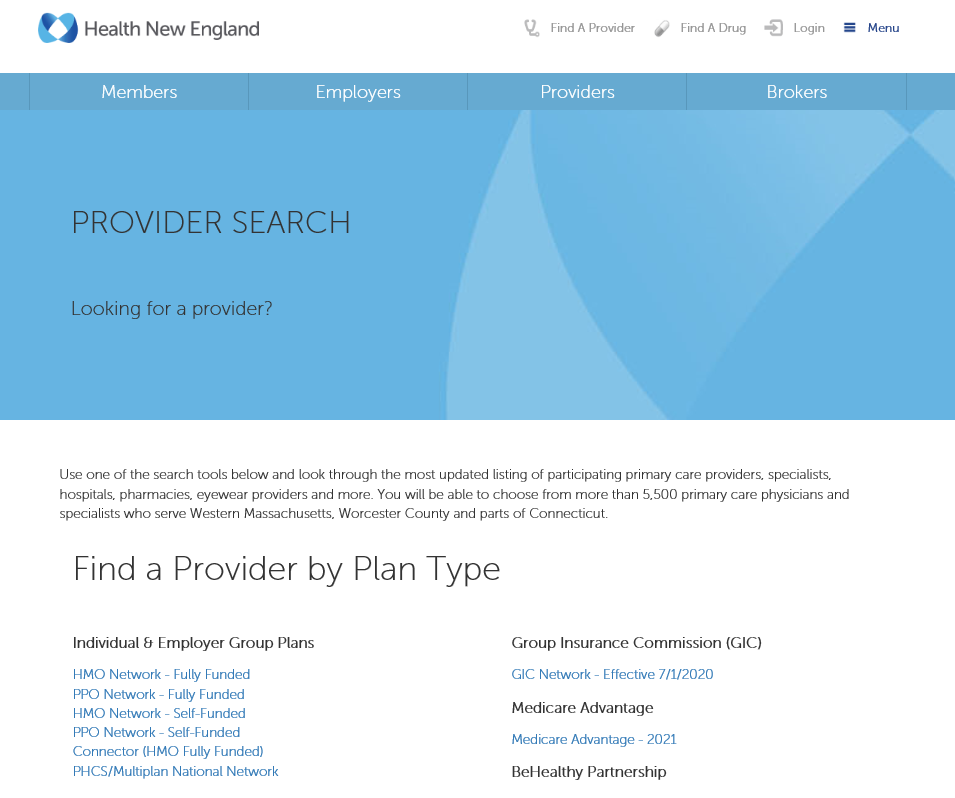 Health New England
Find A Provider
Find A Drug
Login
Menu
Members
Employers
Providers
Brokers
PROVIDER SEARCH
Looking for a provider?
Use one of the search tools below and look through the most updated listing of participating primary care providers, specialists,
hospitals, pharmacies, eyewear providers and more. You will be able to choose from more than 5,500 primary care physicians and
specialists who serve Western Massachusetts, Worcester County and parts of Connecticut.
Find a Provider by Plan Type
Individual & Employer Group Plans
HMO Network - Fully Funded
PPO Network - Fully Funded
HMO Network - Self-Funded
PPO Network - Self-Funded
Connector (HMO Fully Funded)
PHCS/Multiplan National Network
Group Insurance Commission (GIC)
GIC Network - Effective 7/1/2020
Medicare Advantage
Medicare Advantage - 2021
BeHealthy Partnership